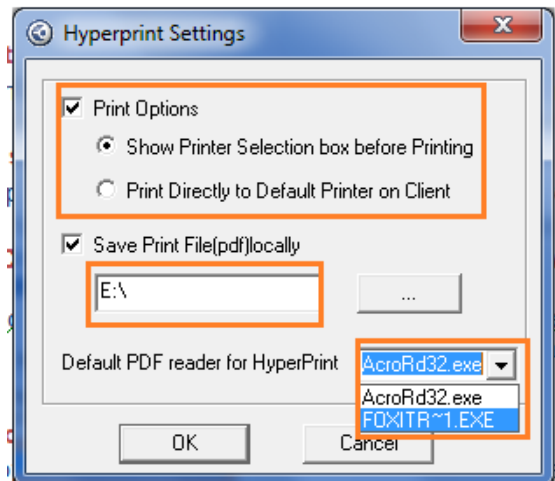 Hyperprint Settings
Print Options
Show Printer Selection box before Printing
Print Directly to Default Printer on Client
Save Print File(pdf)locally
E:\
...
Default PDF reader for HyperPrint
AcroRd32.exe
AcroRd32.exe
FOXITR~1.EXE
OK
Cancel